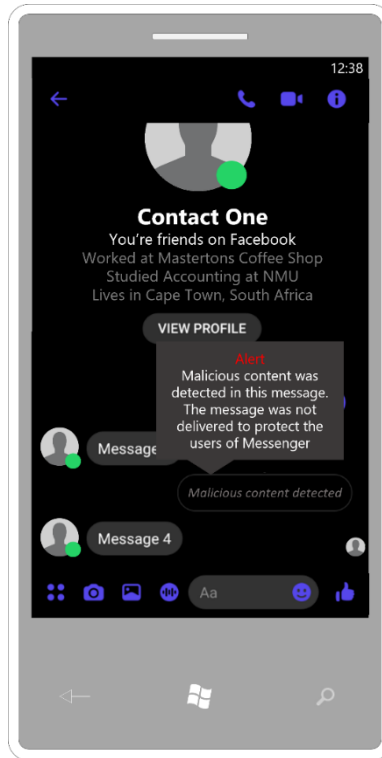 12:38
Contact One
You're friends on Facebook
Worked at Mastertons Coffee Shop
Studied Accounting at NMU
Lives in Cape Town, South Africa
VIEW PROFILE
Alert
Malicious content was
detected in this message.
The message was not
delivered to protect the
users of Messenger
Message
Malicious content detected
Message 4
Aa